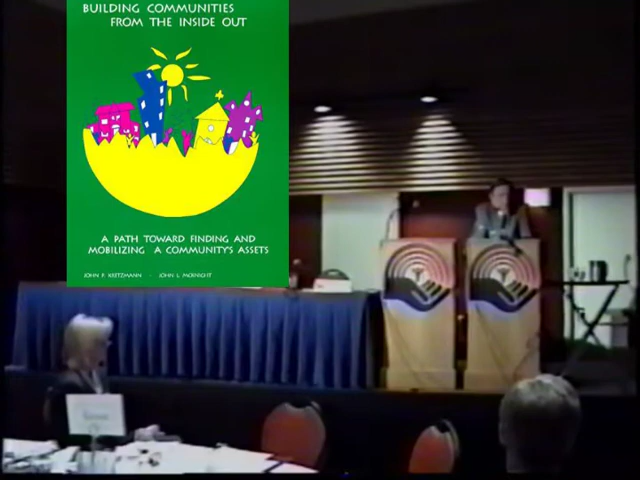 BUILDING COMMUNITIES
FROM THE INSIDE OUT
A PATH TOWARD FINDING AND
MOBILIZING A COMMUNITY'S ASSETS
JOHN P. KRETZMANN · JOHN L. MCKNIGHT